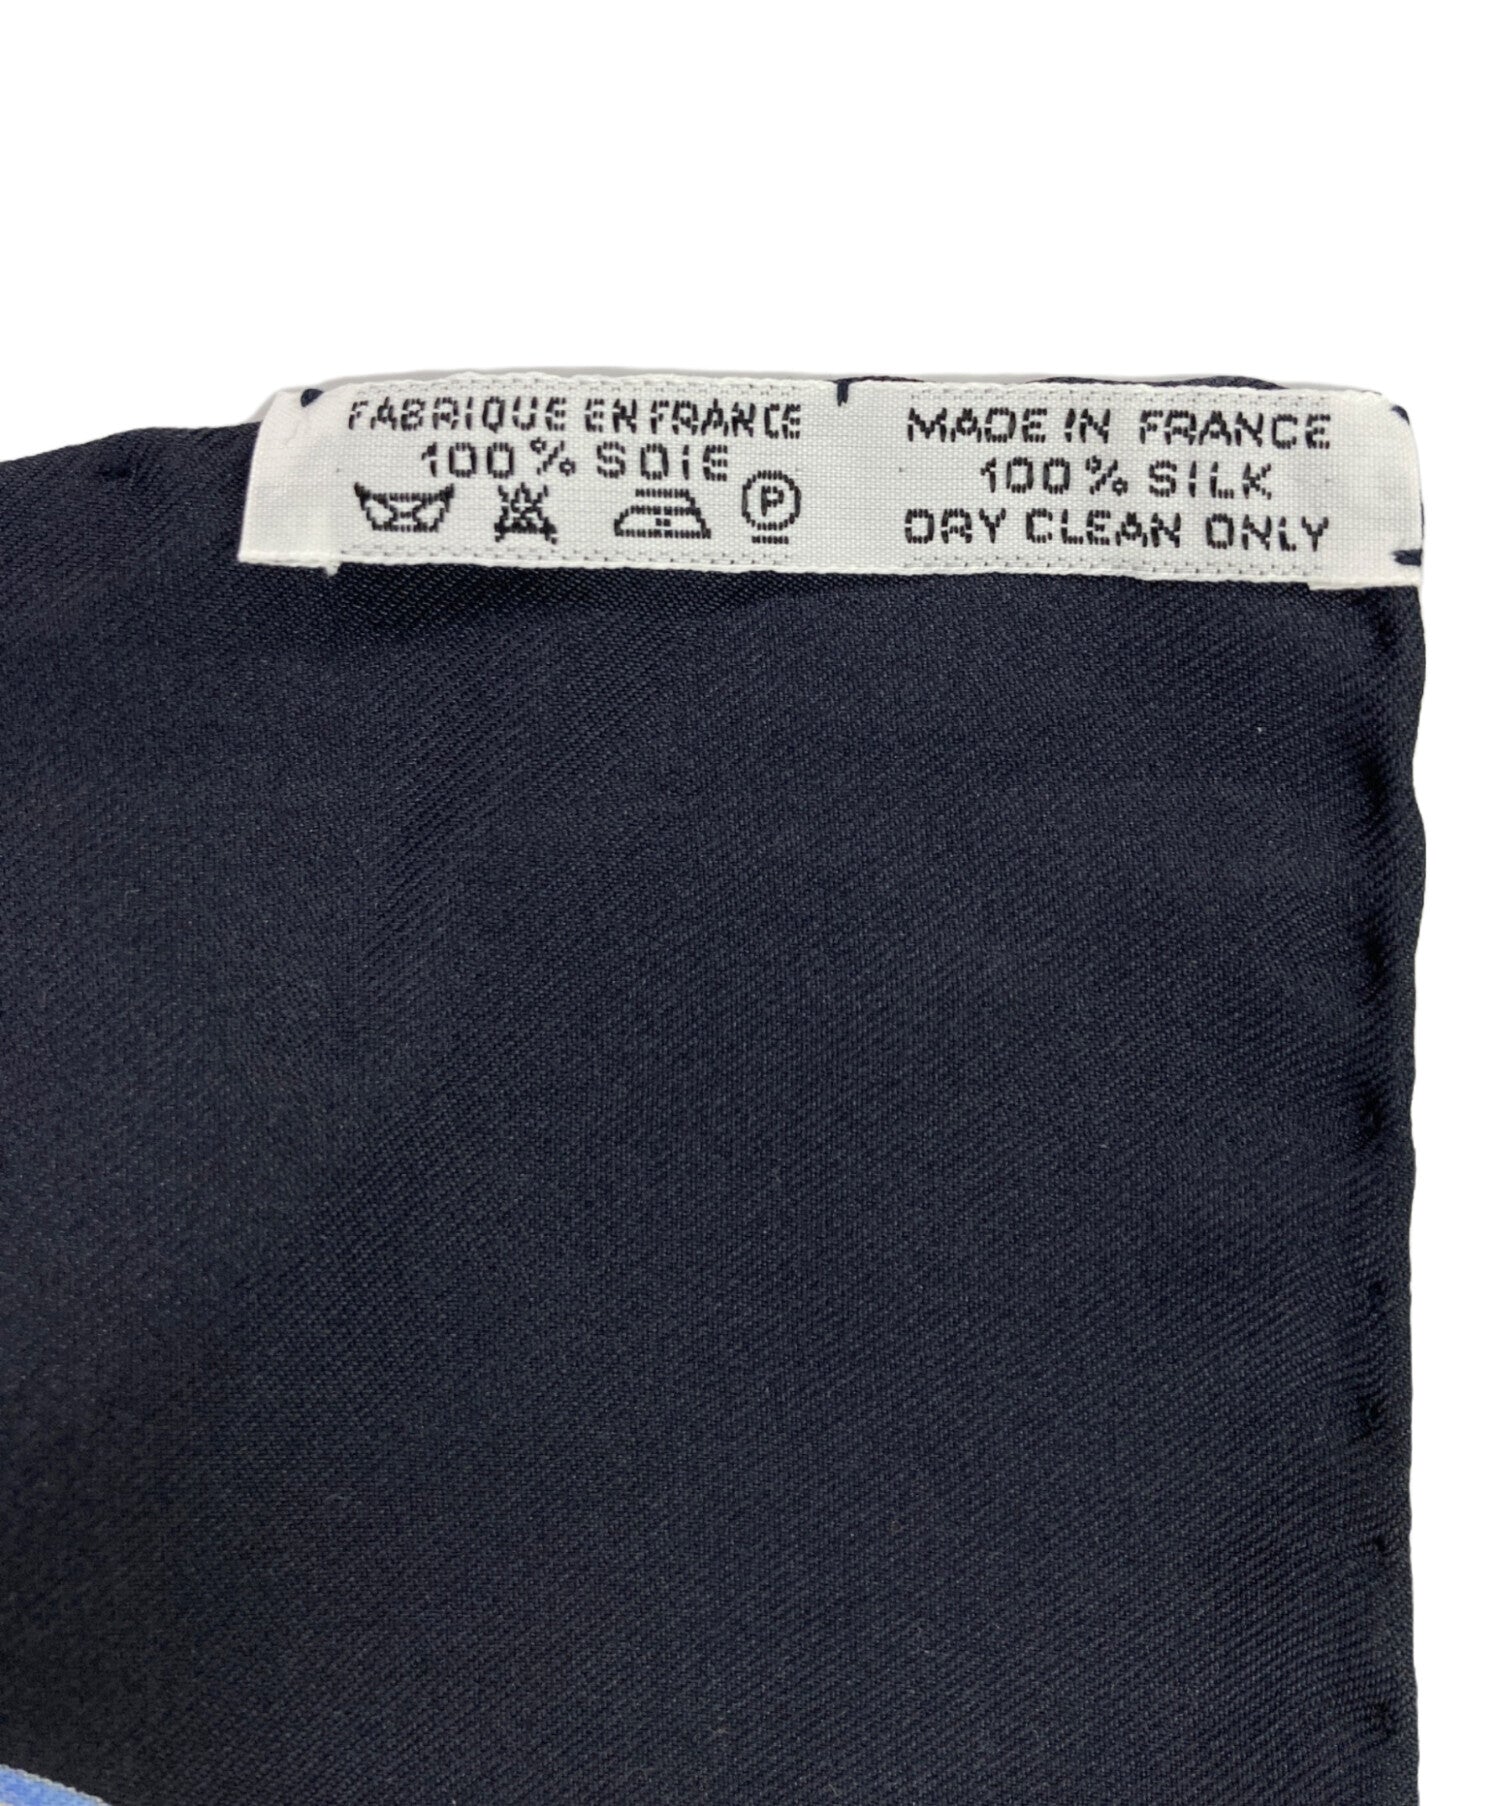 FABRIQUE EN FRANCE
100% SOIE
P
MADE IN FRANCE
100% SILK
DRY CLEAN ONLY